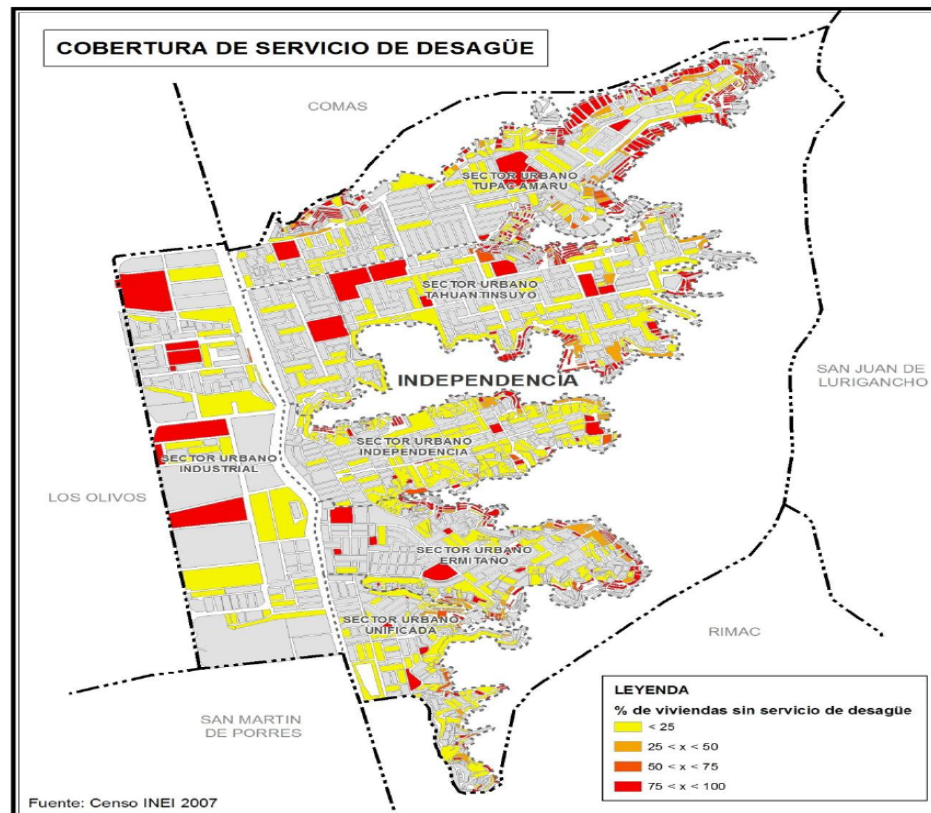 COBERTURA DE SERVICIO DE DESAGÜE
COMAS
SECTOR URBANO
TUPAC AMARU
SECTOR URBANO
TAHUANTINSUYO
INDEPENDENCIA
SAN JUAN DE
LURIGANCHO
SECTOR URBANO
INDEPENDENCIA
SECTOR URBANO
INDUSTRIAL
LOS OLIVOS
SECTOR URBANO
ERMITAÑO
SECTOR URBANO
UNIFICADA
RIMAC
SAN MARTIN
DE PORRES
LEYENDA
% de viviendas sin servicio de desagüe
< 25
25 < x < 50
50 < x < 75
75 < x < 100
Fuente: Censo INEI 2007